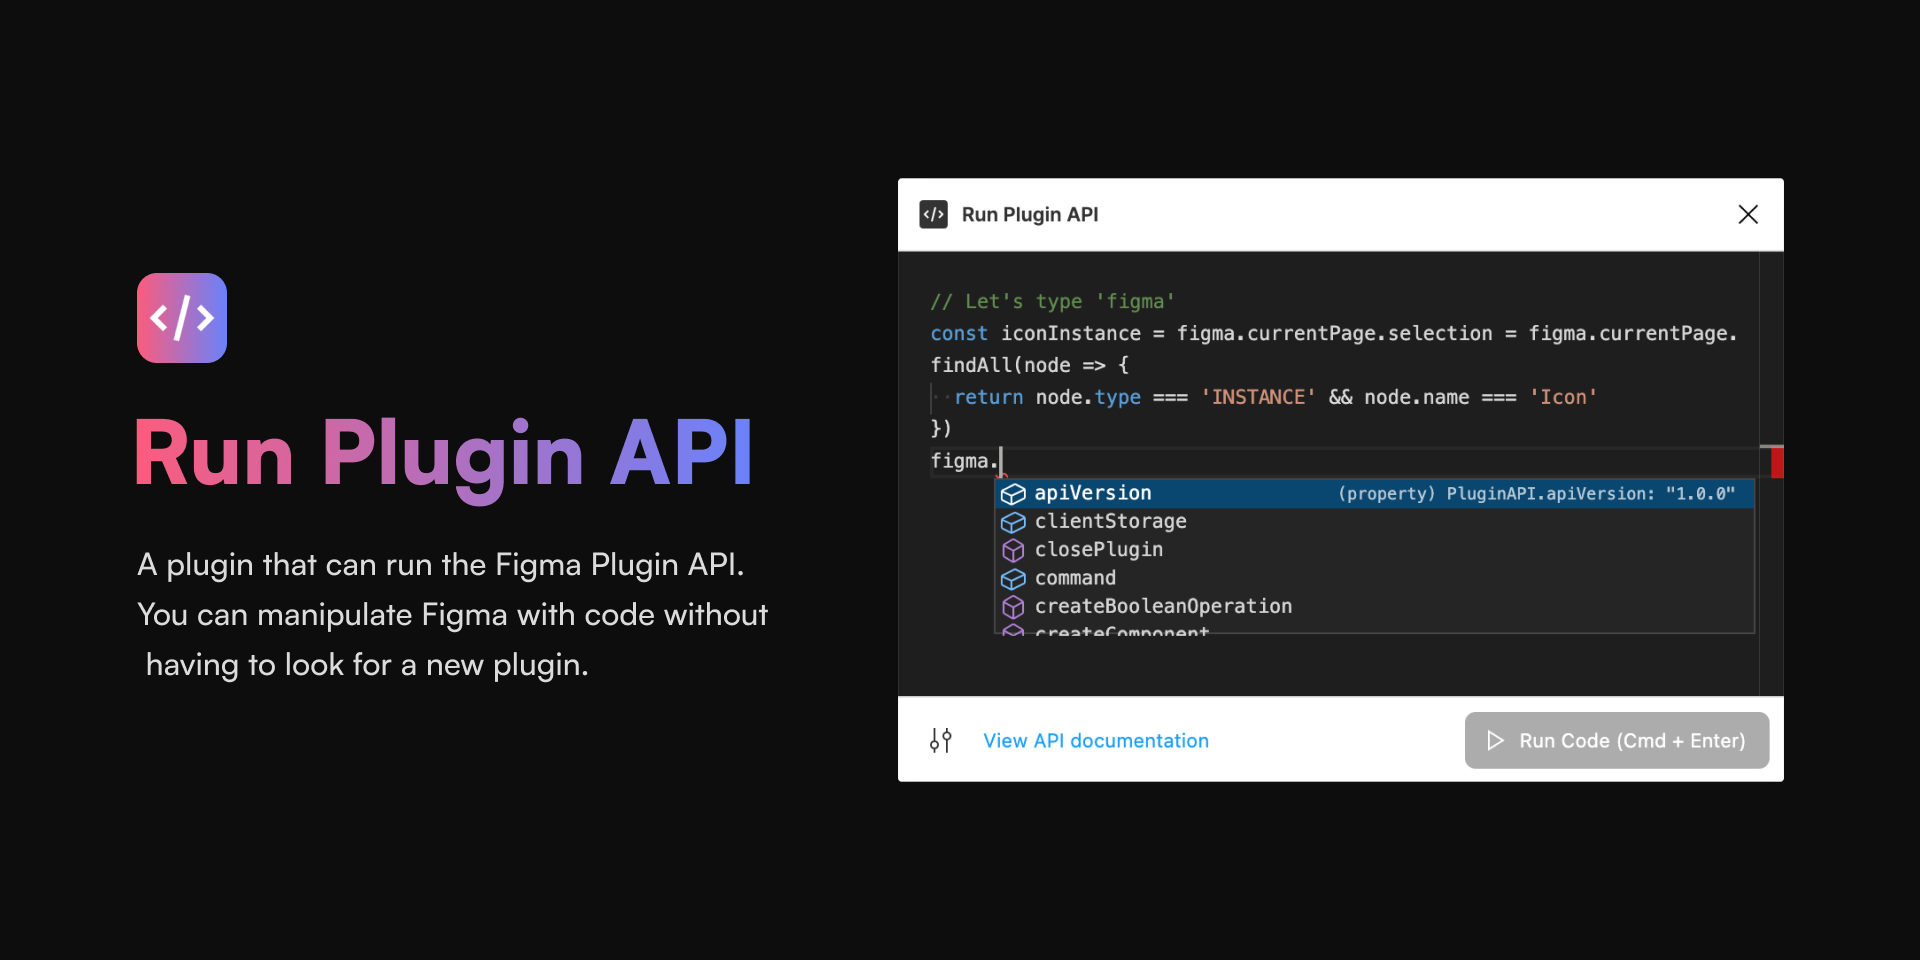 </>
Run Plugin API
A plugin that can run the Figma Plugin API.
You can manipulate Figma with code without
having to look for a new plugin.
</> Run Plugin API
// Let's type 'figma'
const iconInstance = figma.currentPage.selection = figma.currentPage.
findAll(node => {
··return node.type === 'INSTANCE' && node.name === 'Icon'
})
figma.
apiVersion (property) PluginAPI.apiVersion: "1.0.0"
clientStorage
closePlugin
command
createBooleanOperation
createComponent
View API documentation
Run Code (Cmd + Enter)